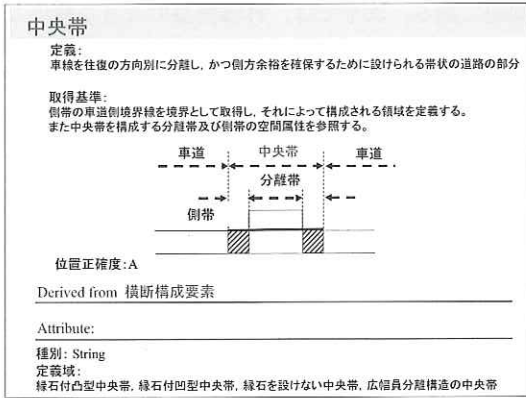 中央帯
定義：
車線を往復の方向別に分離し，かつ側方余裕を確保するために設けられる帯状の道路の部分
取得基準：
側帯の車道側境界線を境界として取得し，それによって構成される領域を定義する。
また中央帯を構成する分離帯及び側帯の空間属性を参照する。
車道 中央帯 車道
分離帯
側帯
位置正確度：A
Derived from 横断構成要素
Attribute:
種別：String
定義域：
縁石付凸型中央帯，縁石付凹型中央帯，縁石を設けない中央帯，広幅員分離構造の中央帯